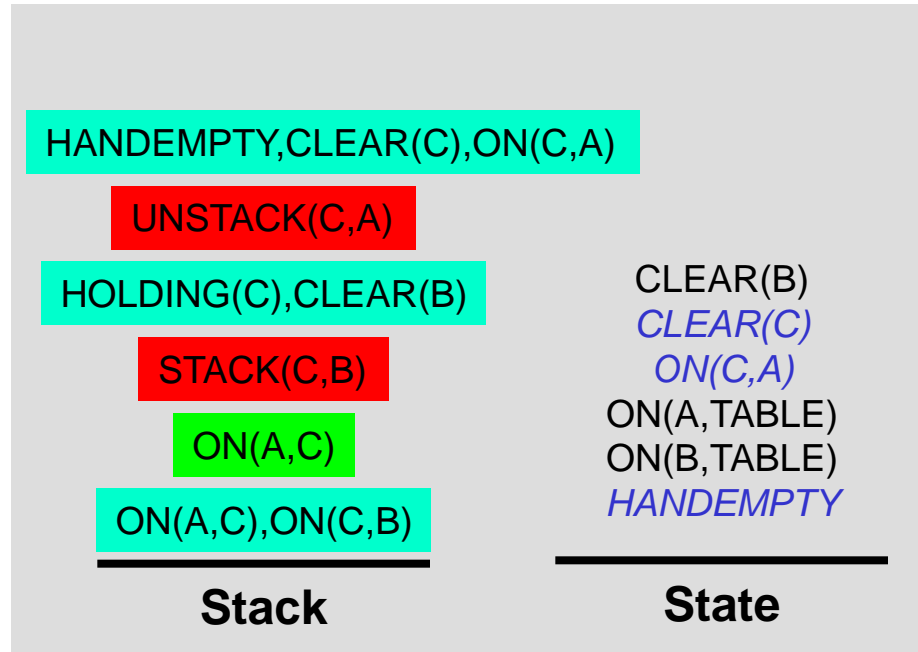 HANDEMPTY,CLEAR(C),ON(C,A)
UNSTACK(C,A)
HOLDING(C),CLEAR(B)
STACK(C,B)
ON(A,C)
ON(A,C),ON(C,B)
Stack
CLEAR(B)
CLEAR(C)
ON(C,A)
ON(A,TABLE)
ON(B,TABLE)
HANDEMPTY
State